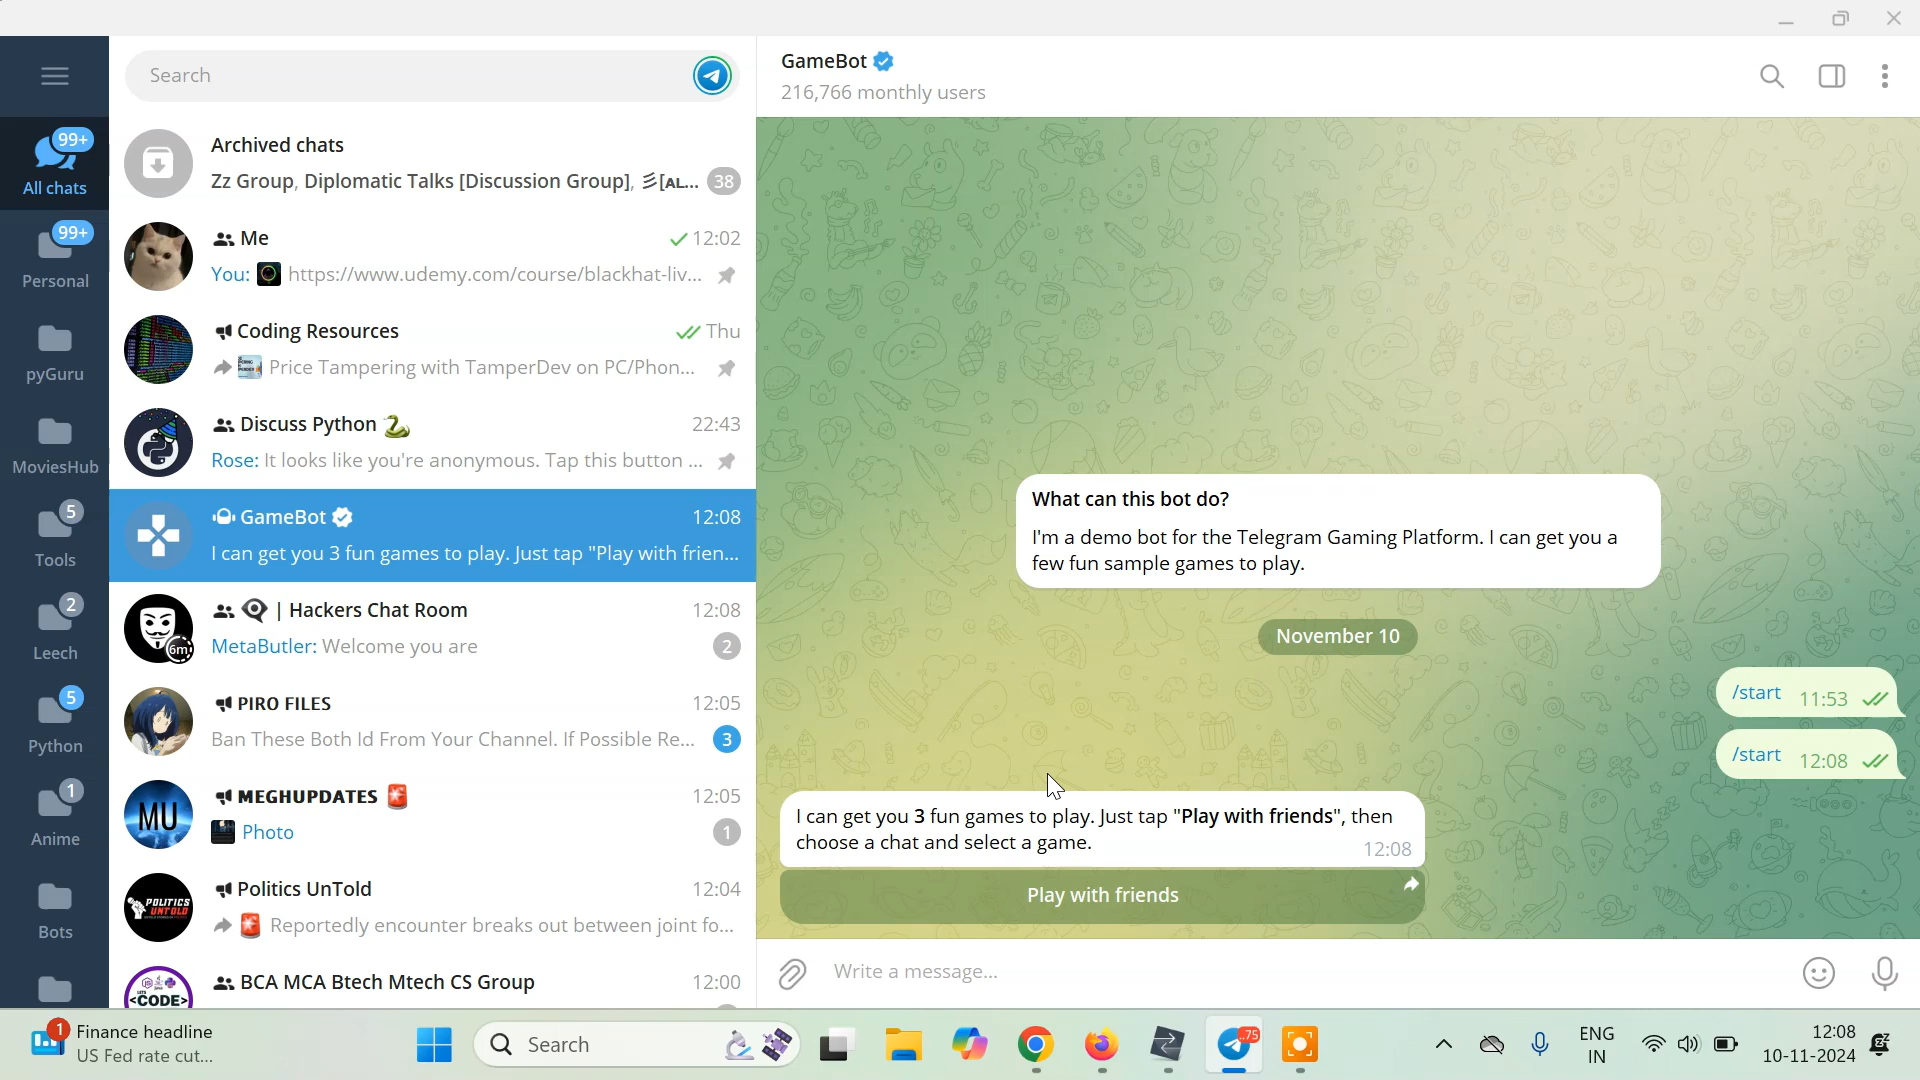 Search
GameBot
216,766 monthly users
99+
All chats
99+
Personal
pyGuru
MoviesHub
5
Tools
2
Leech
5
Python
1
Anime
Bots
Archived chats
Zz Group, Diplomatic Talks [Discussion Group], 彡[ᴀʟ... 38
Me 12:02
You: https://www.udemy.com/course/blackhat-liv...
Coding Resources Thu
Price Tampering with TamperDev on PC/Phon...
Discuss Python 🐍 22:43
Rose: It looks like you're anonymous. Tap this button ...
GameBot 12:08
I can get you 3 fun games to play. Just tap "Play with frien...
👁‍🗨 | Hackers Chat Room 12:08
6m
MetaButler: Welcome you are 2
PIRO FILES 12:05
Ban These Both Id From Your Channel. If Possible Re... 3
MU
MEGHUPDATES 🚨 12:05
Photo 1
POLITICS
UNTOLD
Politics UnTold 12:04
🚨 Reportedly encounter breaks out between joint fo...
<CODE>
BCA MCA Btech Mtech CS Group 12:00
What can this bot do?
I'm a demo bot for the Telegram Gaming Platform. I can get you a
few fun sample games to play.
November 10
/start 11:53
/start 12:08
I can get you 3 fun games to play. Just tap "Play with friends", then
choose a chat and select a game. 12:08
Play with friends
Write a message...
1
Finance headline
US Fed rate cut...
Search
..75
ENG
IN
12:08
10-11-2024